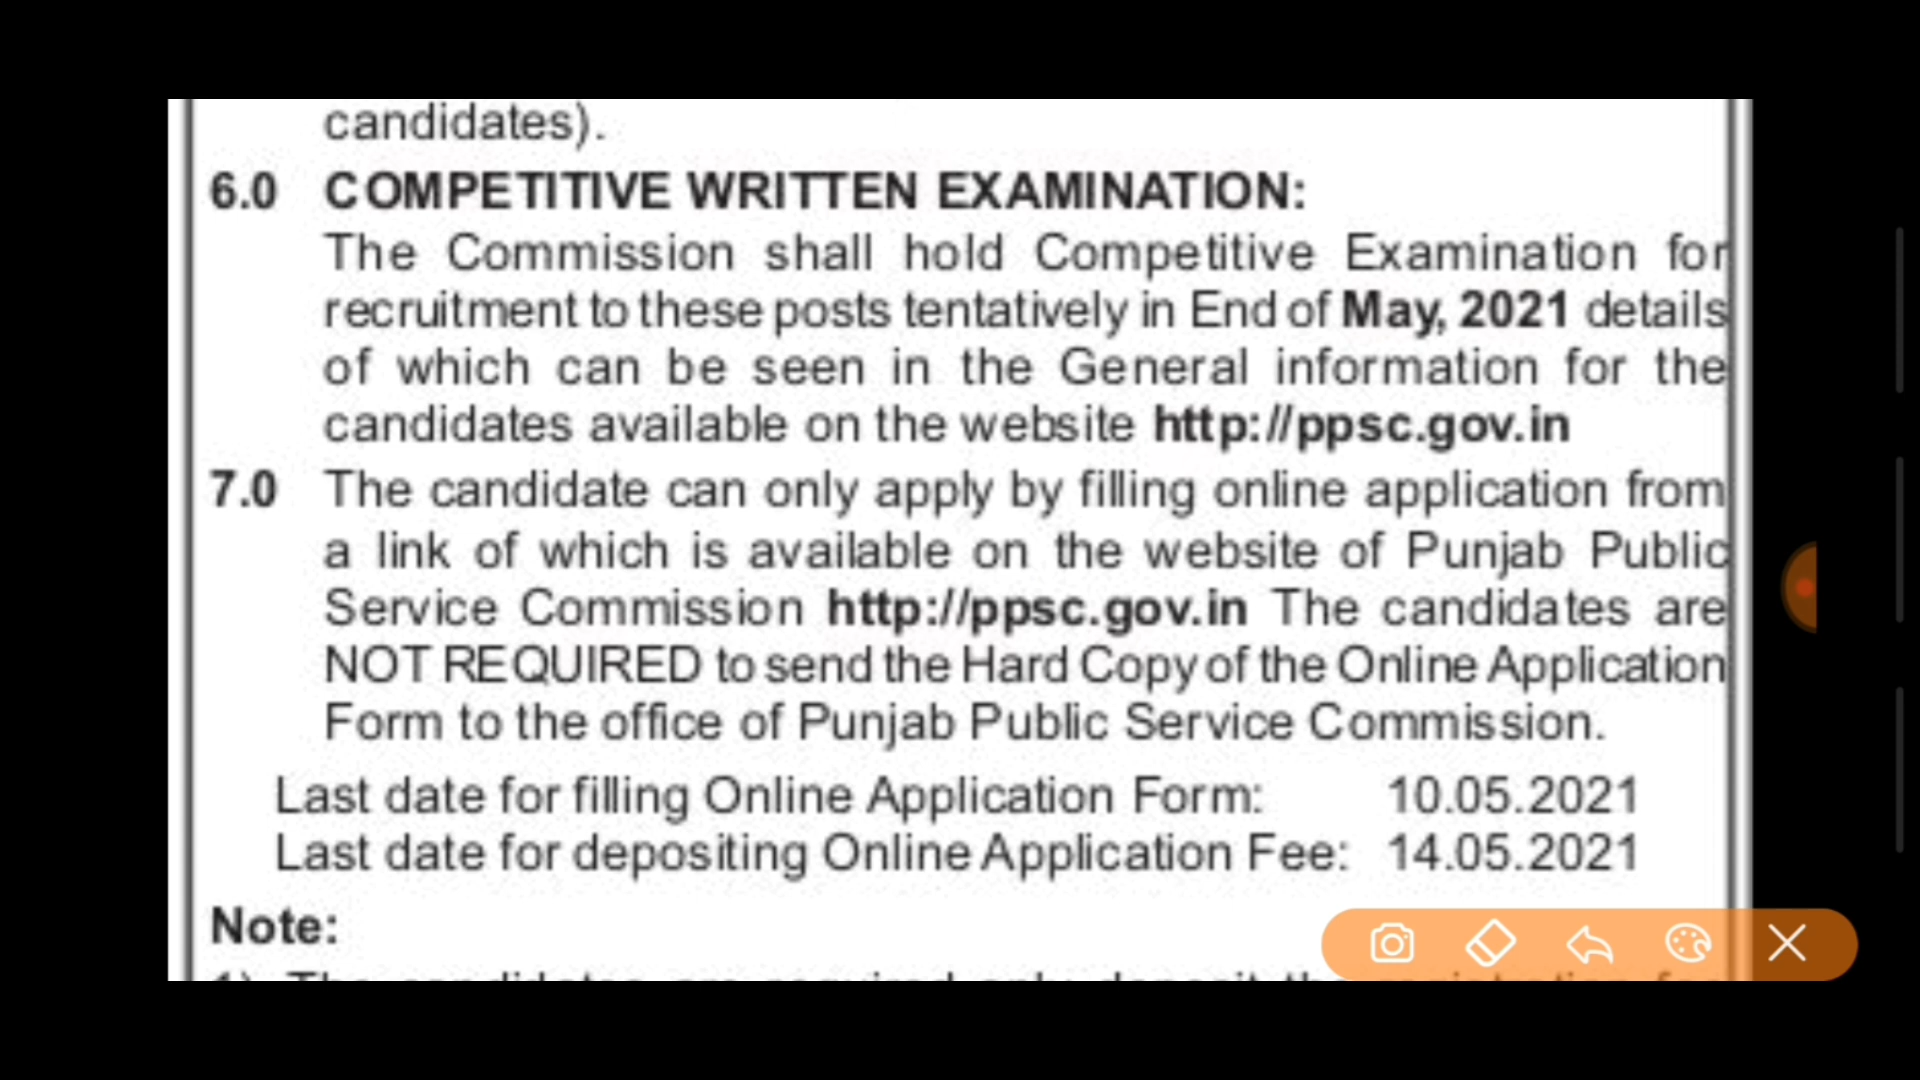 candidates).
6.0 COMPETITIVE WRITTEN EXAMINATION:
The Commission shall hold Competitive Examination for
recruitment to these posts tentatively in End of May, 2021 details
of which can be seen in the General information for the
candidates available on the website http://ppsc.gov.in
7.0 The candidate can only apply by filling online application from
a link of which is available on the website of Punjab Public
Service Commission http://ppsc.gov.in The candidates are
NOT REQUIRED to send the Hard Copy of the Online Application
Form to the office of Punjab Public Service Commission.
Last date for filling Online Application Form: 10.05.2021
Last date for depositing Online Application Fee: 14.05.2021
Note: